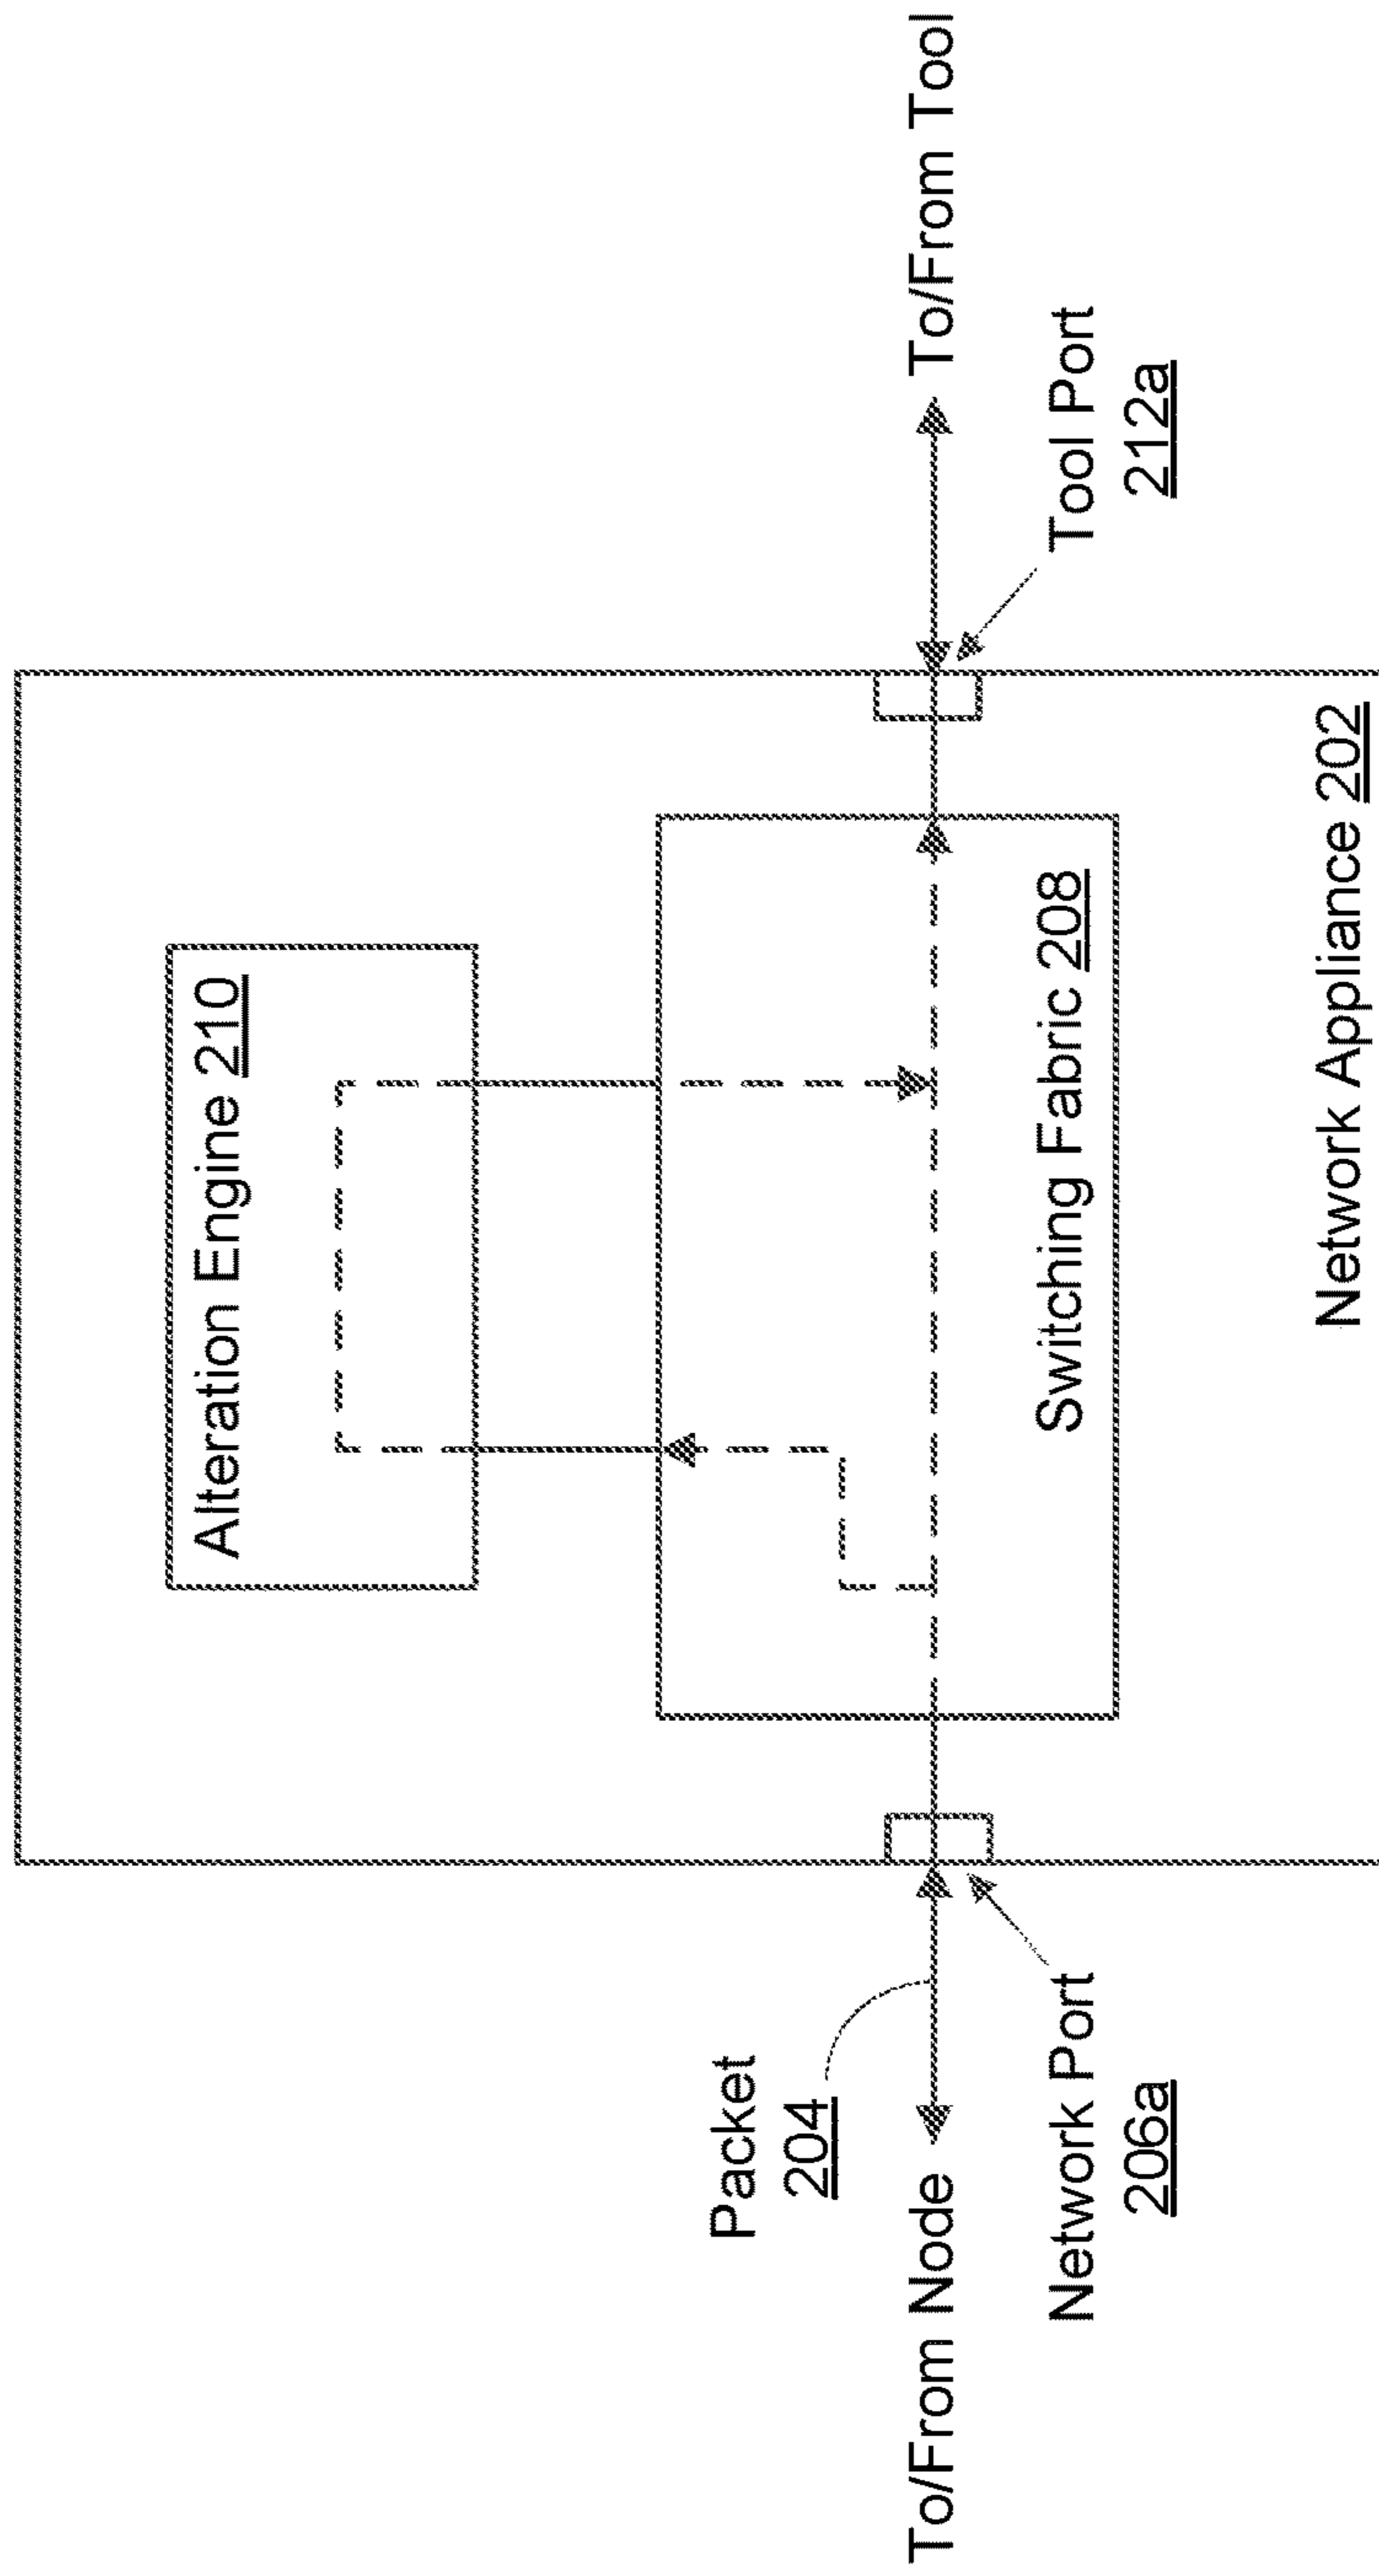 Alteration Engine 210
Packet
204
To/From Node
To/From Tool
Network Port
206a
Switching Fabric 208
Tool Port
212a
Network Appliance 202